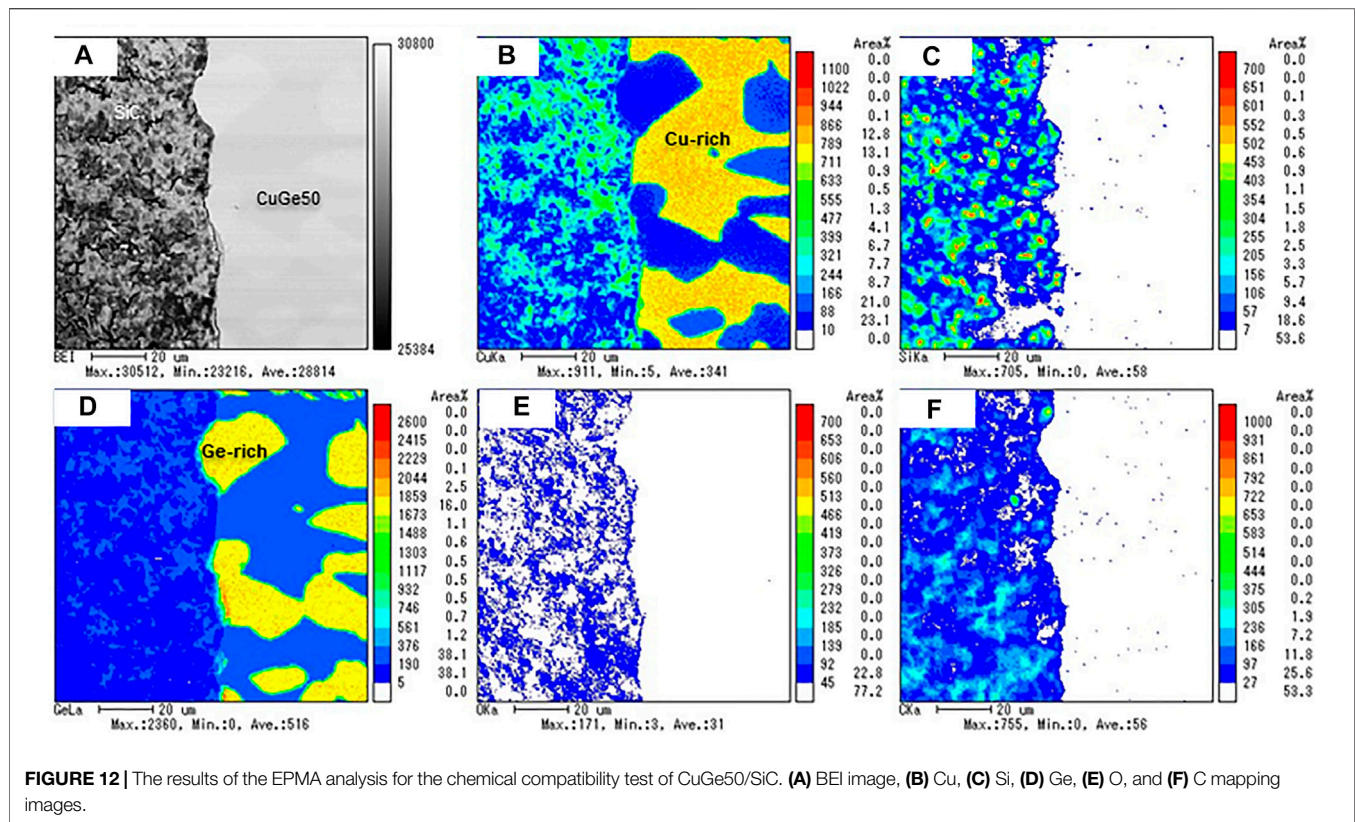 A
SiC
CuGe50
30800
25384
BEI 20 um
Max.:30512, Min.:23216, Ave.:28814
B
Cu-rich
Area%
1100 0.0
1022 0.0
944 0.0
866 0.1
789 12.8
711 13.1
633 0.9
555 0.5
477 1.3
399 4.1
321 6.7
244 7.7
166 8.7
88 21.0
10 23.1
0.0
CuKa 20 um
Max.:911, Min.:5, Ave.:341
C
Area%
700 0.0
651 0.0
601 0.1
552 0.3
502 0.5
453 0.6
403 0.9
354 1.1
304 1.5
255 1.8
205 2.5
156 3.3
106 5.7
57 9.4
7 18.6
53.6
SiKa 20 um
Max.:705, Min.:0, Ave.:58
D
Ge-rich
Area%
2600 0.0
2415 0.0
2229 0.0
2044 0.1
1859 2.5
1673 16.0
1488 1.1
1303 0.6
1117 0.5
932 0.5
746 0.7
561 1.2
376 38.1
190 38.1
5 0.0
GeLa 20 um
Max.:2360, Min.:0, Ave.:516
E
Area%
700 0.0
653 0.0
606 0.0
560 0.0
513 0.0
466 0.0
419 0.0
373 0.0
326 0.0
279 0.0
232 0.0
185 0.0
139 0.0
92 22.8
45 77.2
OKa 20 um
Max.:171, Min.:3, Ave.:31
F
Area%
1000 0.0
931 0.0
861 0.0
792 0.0
722 0.0
653 0.0
583 0.0
514 0.0
444 0.0
375 0.1
305 0.2
236 1.9
166 7.2
97 11.8
27 25.6
53.3
CKa 20 um
Max.:755, Min.:0, Ave.:56
FIGURE 12 | The results of the EPMA analysis for the chemical compatibility test of CuGe50/SiC. (A) BEI image, (B) Cu, (C) Si, (D) Ge, (E) O, and (F) C mapping
images.